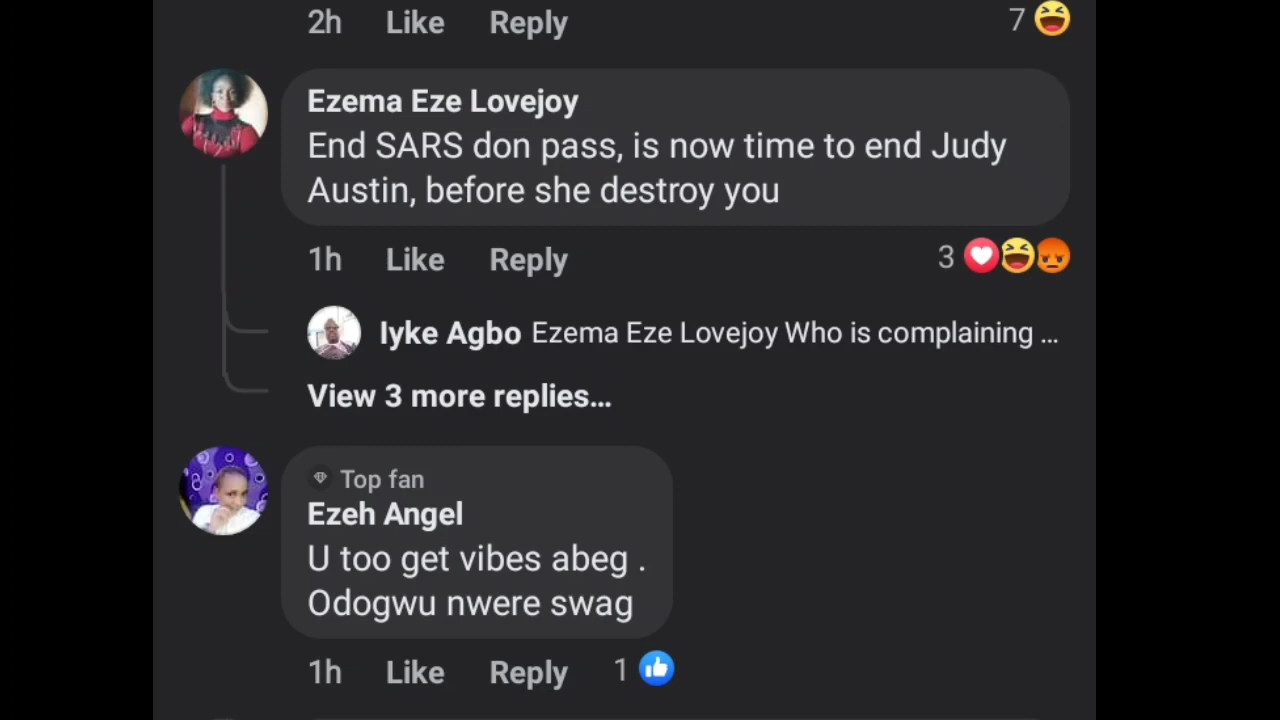 2h Like Reply 7
Ezema Eze Lovejoy
End SARS don pass, is now time to end Judy
Austin, before she destroy you
1h Like Reply 3
Iyke Agbo Ezema Eze Lovejoy Who is complaining ...
View 3 more replies...
Top fan
Ezeh Angel
U too get vibes abeg .
Odogwu nwere swag
1h Like Reply 1